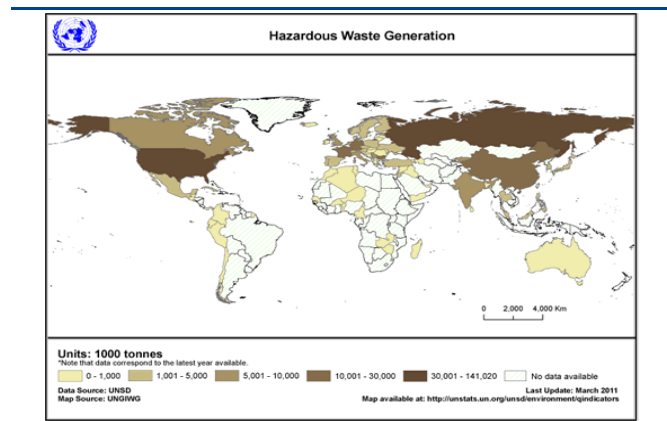 Hazardous Waste Generation
0 2,000 4,000 Km
Units: 1000 tonnes
*Note that data correspond to the latest year available.
0 - 1,000 1,001 - 5,000 5,001 - 10,000 10,001 - 30,000 30,001 - 141,020 No data available
Data Source: UNSD Last Update: March 2011
Map Source: UNGIWG Map available at: http://unstats.un.org/unsd/environment/qindicators